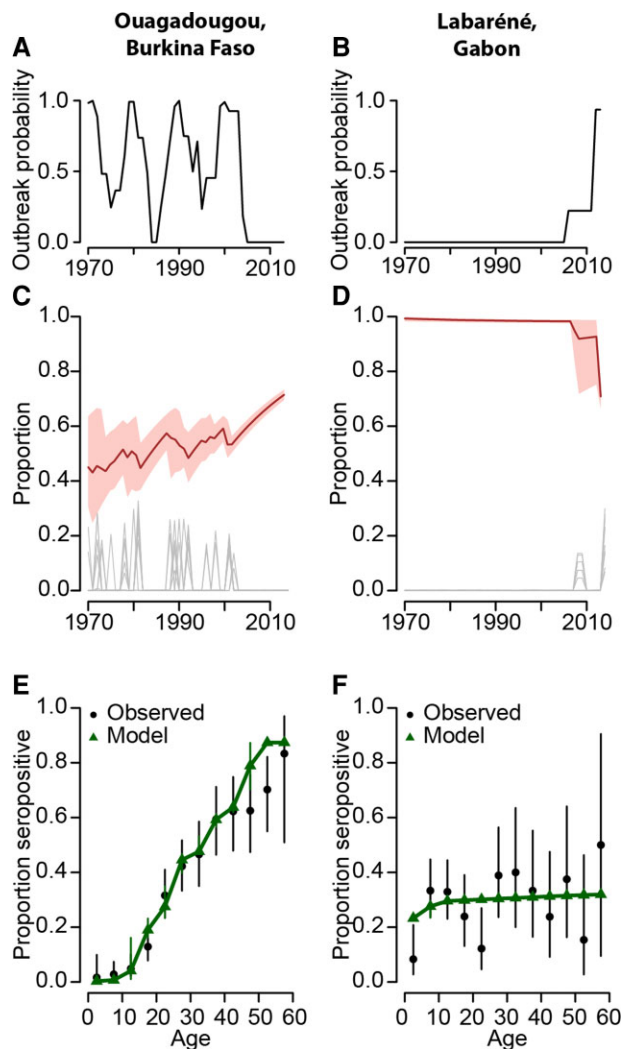 Ouagadougou,
Burkina Faso
Labaréné,
Gabon
A
B
Outbreak probability
1.0
0.5
0.0
1970 1990 2010
Outbreak probability
1.0
0.5
0.0
1970 1990 2010
C
D
Proportion
1.0
0.8
0.6
0.4
0.2
0.0
1970 1990 2010
Proportion
1.0
0.8
0.6
0.4
0.2
0.0
1970 1990 2010
E
F
Proportion seropositive
1.0
0.8
0.6
0.4
0.2
0.0
Observed
Model
0 10 20 30 40 50 60
Age
Proportion seropositive
1.0
0.8
0.6
0.4
0.2
0.0
Observed
Model
0 10 20 30 40 50 60
Age